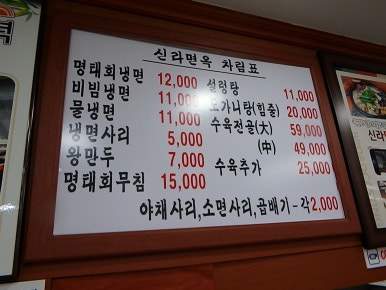 신라면옥 차림표
명태회냉면 12,000
비빔냉면 11,000
물냉면 11,000
냉면사리 5,000
왕만두 7,000
명태회무침 15,000
설렁탕 11,000
도가니탕(힘줄) 20,000
수육전골(大) 59,000
(中) 49,000
수육추가 25,000
야채사리,소면사리,곱배기-각2,000
신라